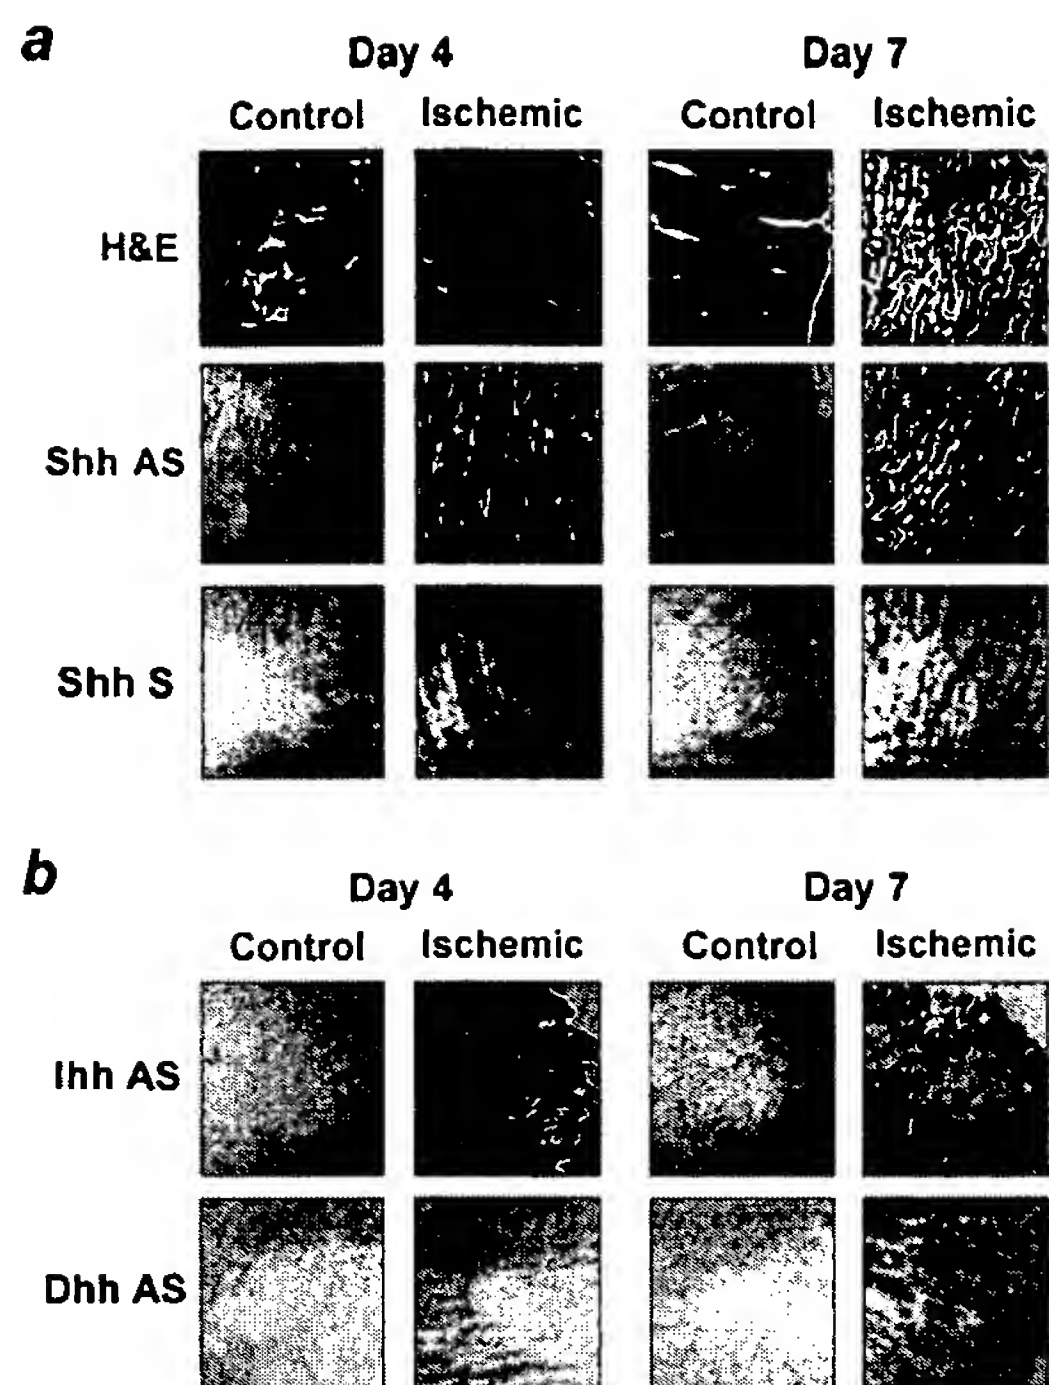 a
Day 4 Day 7
Control Ischemic Control Ischemic
H&E
Shh AS
Shh S
b
Day 4 Day 7
Control Ischemic Control Ischemic
Ihh AS
Dhh AS